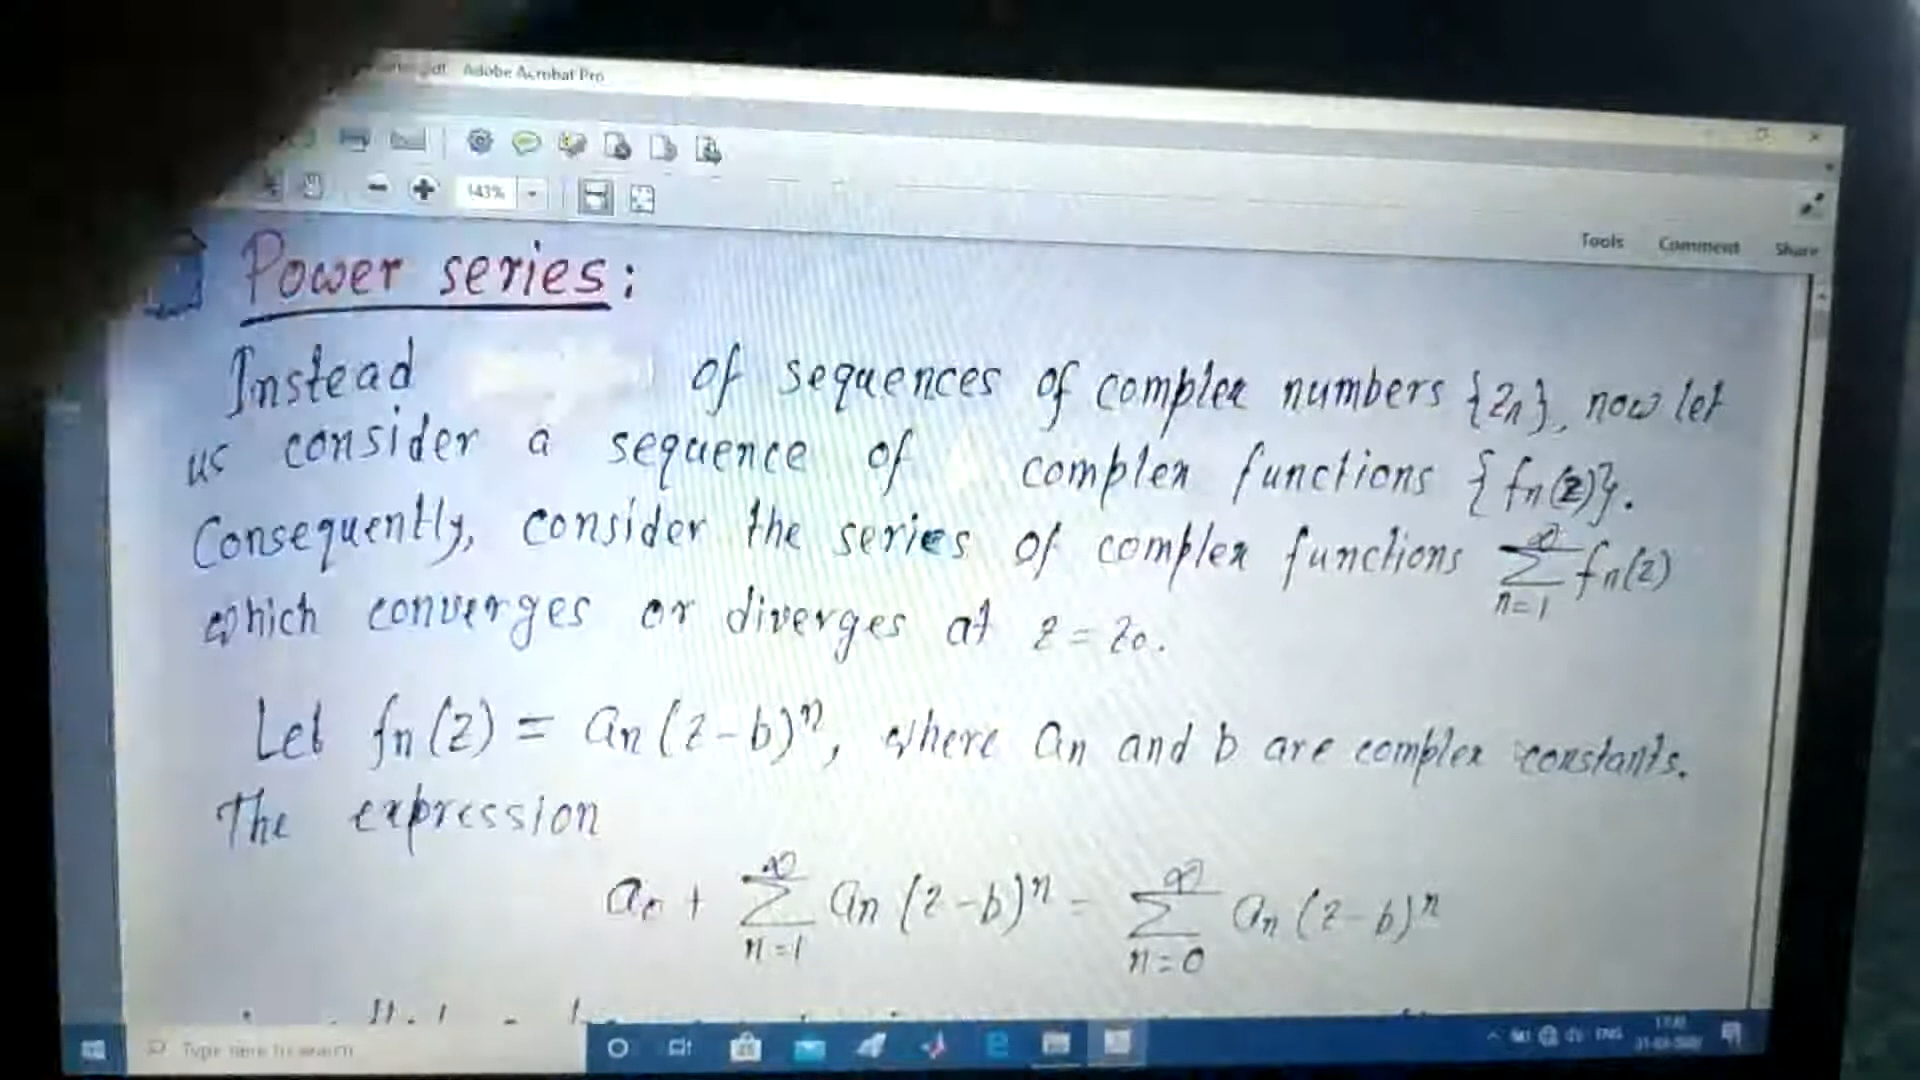 Adobe Acrobat Pro
143%
Tools Comment Share
Power series:
Instead of sequences of complex numbers {zₙ}, now let
us consider a sequence of complex functions {fₙ(z)}.
Consequently, consider the series of complex functions ∞ Σ n=1 fₙ(z)
which converges or diverges at z = z₀.
Let fₙ(z) = aₙ(z-b)ⁿ, where aₙ and b are complex constants.
The expression
a₀ + ∞ Σ n=1 aₙ(z-b)ⁿ = ∞ Σ n=0 aₙ(z-b)ⁿ
Type here to search
ENG